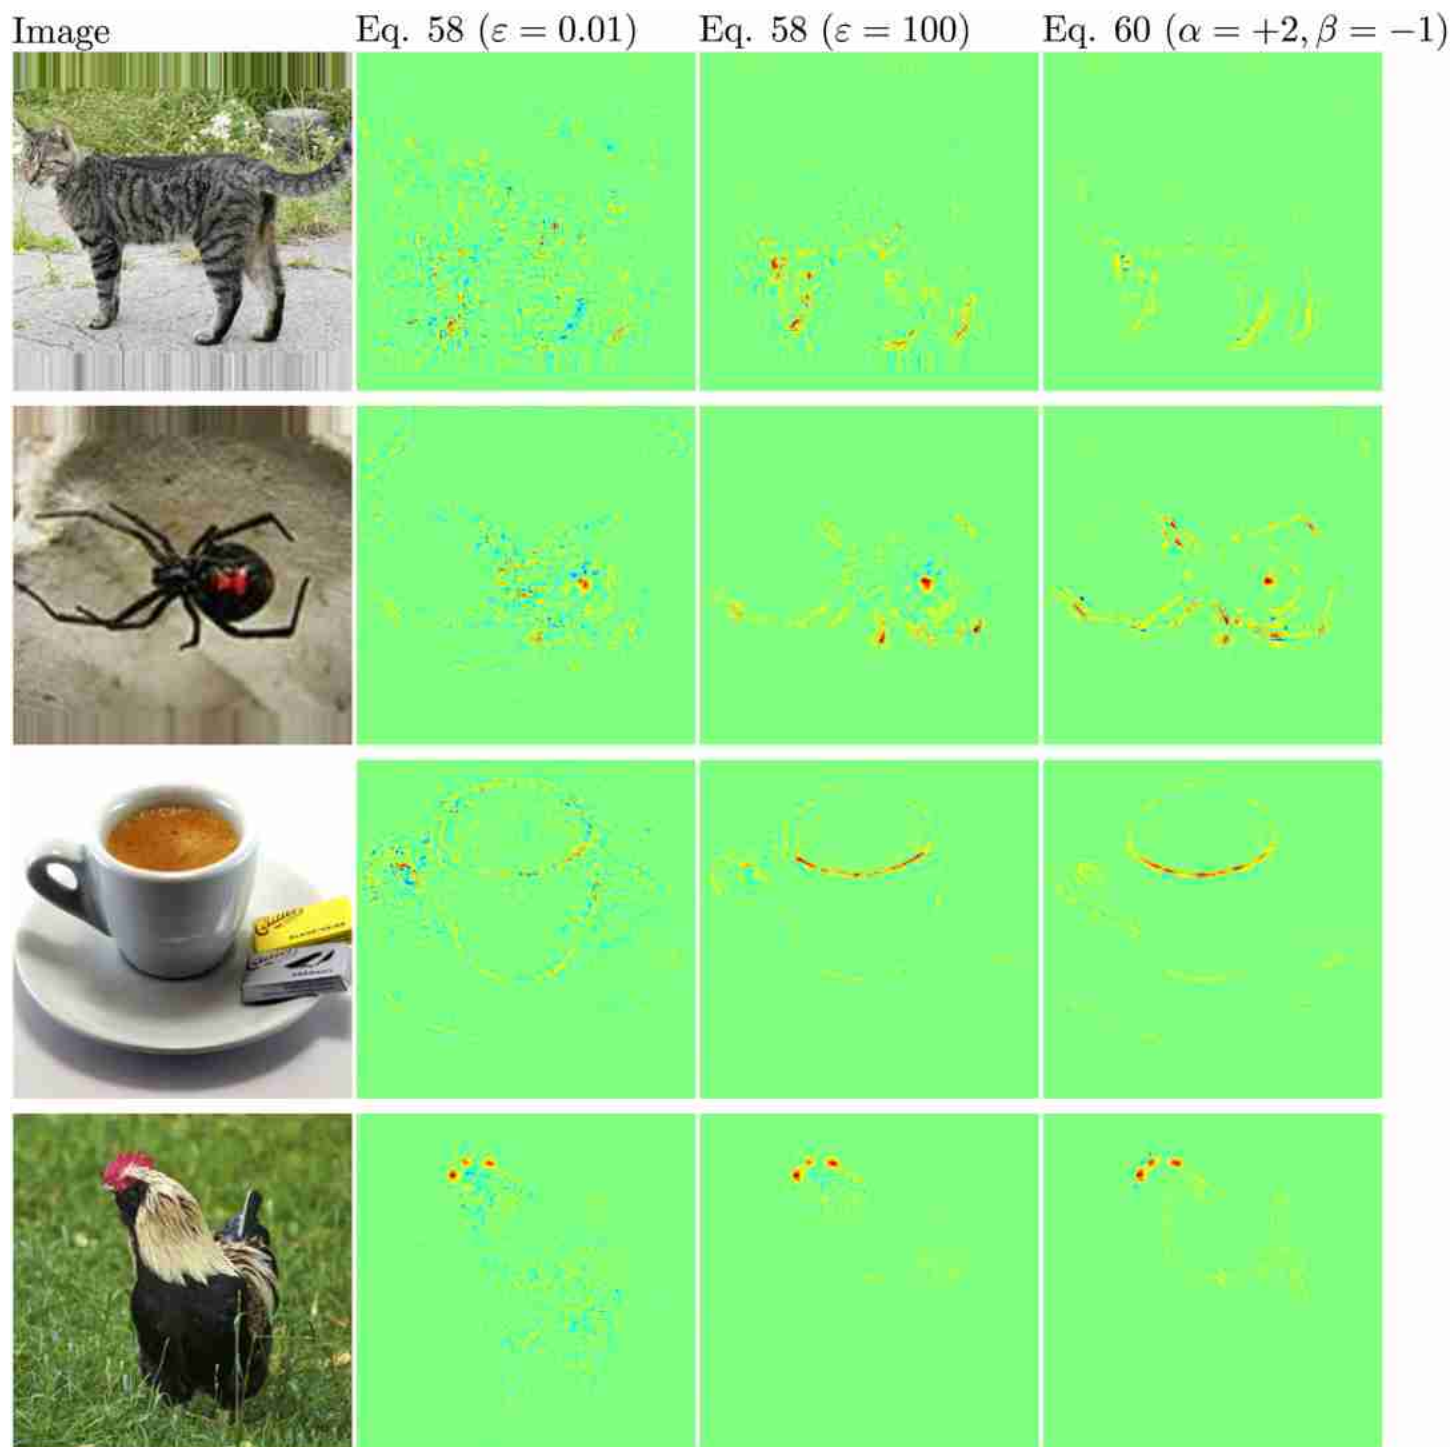 Image Eq. 58 (ε = 0.01) Eq. 58 (ε = 100) Eq. 60 (α = +2, β = −1)